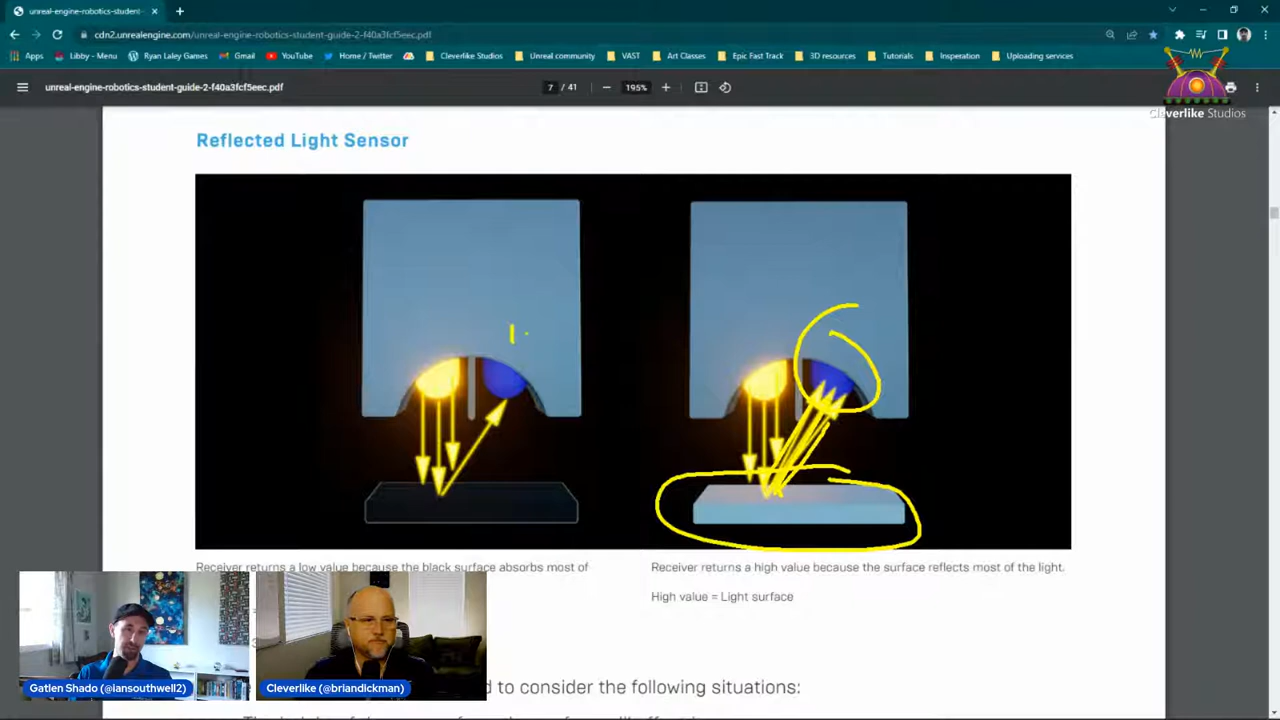 unreal-engine-robotics-student-
cdn2.unrealengine.com/unreal-engine-robotics-student-guide-2-f40a3fcf5eec.pdf
Apps Libby - Menu Ryan Laley Games Gmail YouTube Home / Twitter Cleverlike Studios Unreal community VAST Art Classes Epic Fast Track 3D resources Tutorials Insperation Uploading services
unreal-engine-robotics-student-guide-2-f40a3fcf5eec.pdf 7 / 41 195%
Cleverlike Studios
Reflected Light Sensor
Receiver returns a low value because the black surface absorbs most of
Receiver returns a high value because the surface reflects most of the light.
High value = Light surface
Gatlen Shado (@iansouthwell2)
Cleverlike (@briandickman)
to consider the following situations: